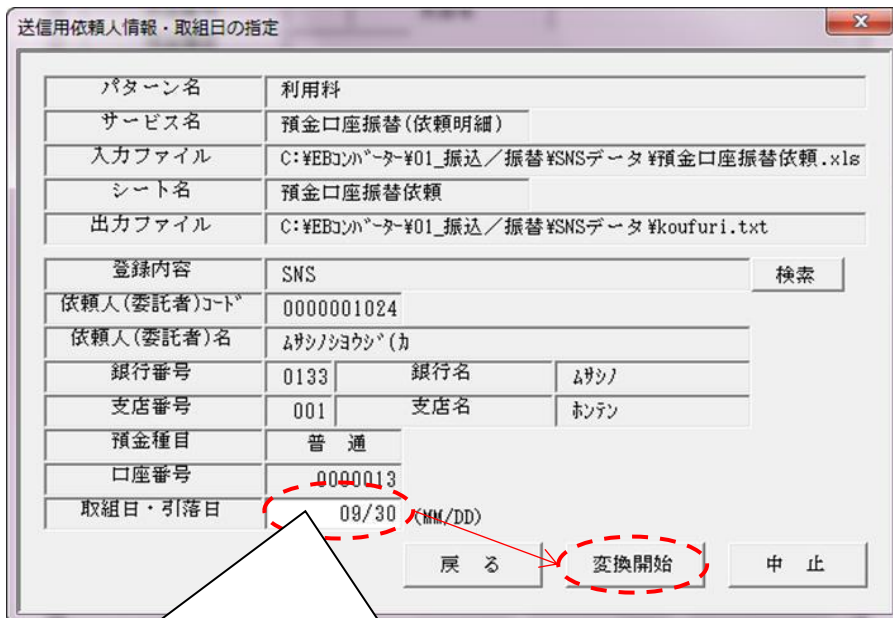 送信用依頼人情報・取組日の指定
パターン名 利用料
サービス名 預金口座振替(依頼明細)
入力ファイル C:¥EBｺﾝﾊﾞｰﾀｰ¥01_振込／振替¥SNSデータ¥預金口座振替依頼.xls
シート名 預金口座振替依頼
出力ファイル C:¥EBｺﾝﾊﾞｰﾀｰ¥01_振込／振替¥SNSデータ¥koufuri.txt
登録内容 SNS 検索
依頼人(委託者)ｺｰﾄﾞ 0000001024
依頼人(委託者)名 ﾑサシﾉｼﾖｳｼﾞ(ｶ
銀行番号 0133 銀行名 ﾑｻｼﾉ
支店番号 001 支店名 ﾎﾝﾃﾝ
預金種目 普 通
口座番号 0000013
取組日・引落日 09/30 (MM/DD)
戻 る 変換開始 中 止